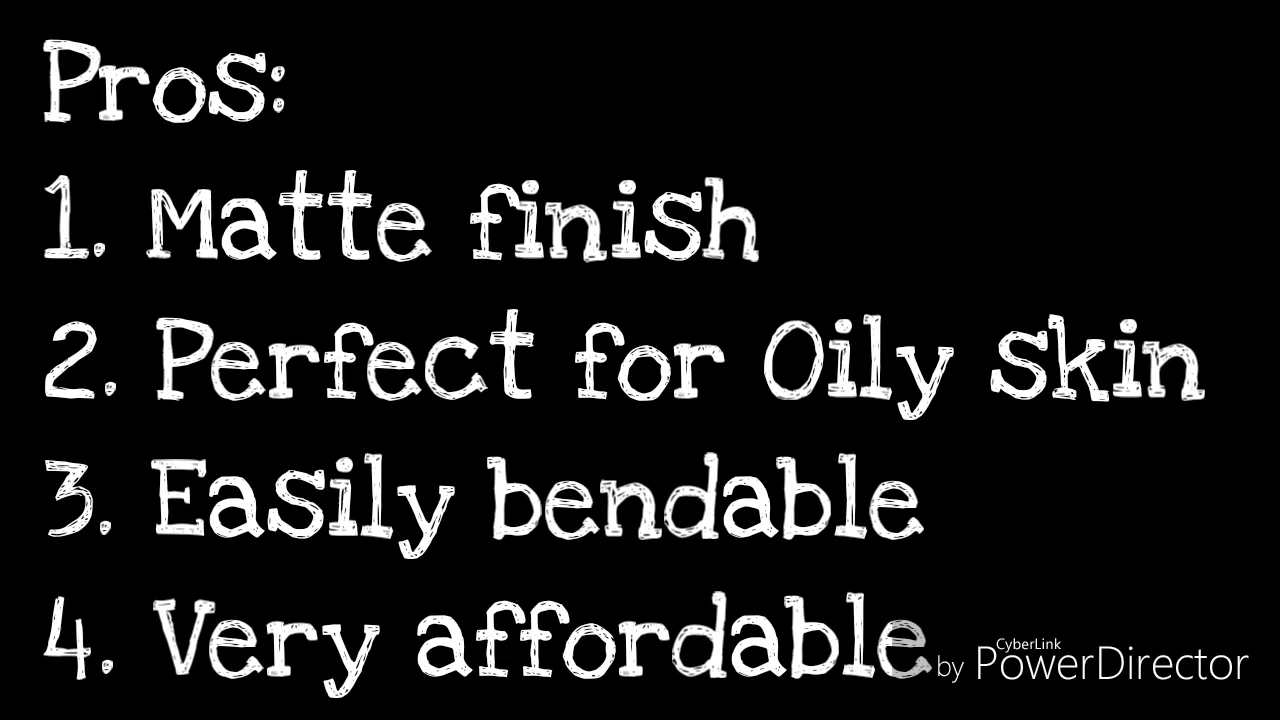 Pros:
1. Matte finish
2. Perfect for Oily skin
3. Easily bendable
4. Very affordable
by CyberLink PowerDirector